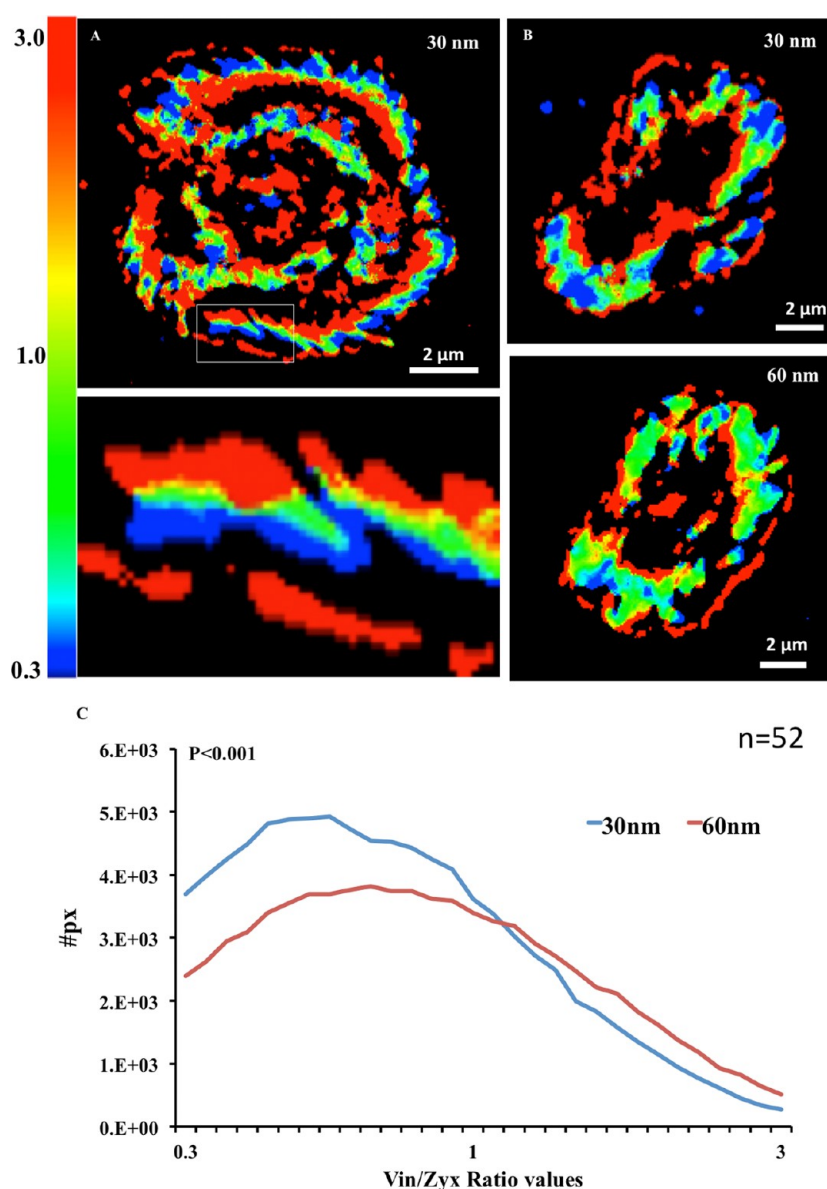 3.0
1.0
0.3
A
30 nm
2 μm
B
30 nm
2 μm
60 nm
2 μm
C
n=52
P<0.001
30nm
60nm
6.E+03
5.E+03
4.E+03
3.E+03
2.E+03
1.E+03
0.E+00
#px
0.3
1
3
Vin/Zyx Ratio values